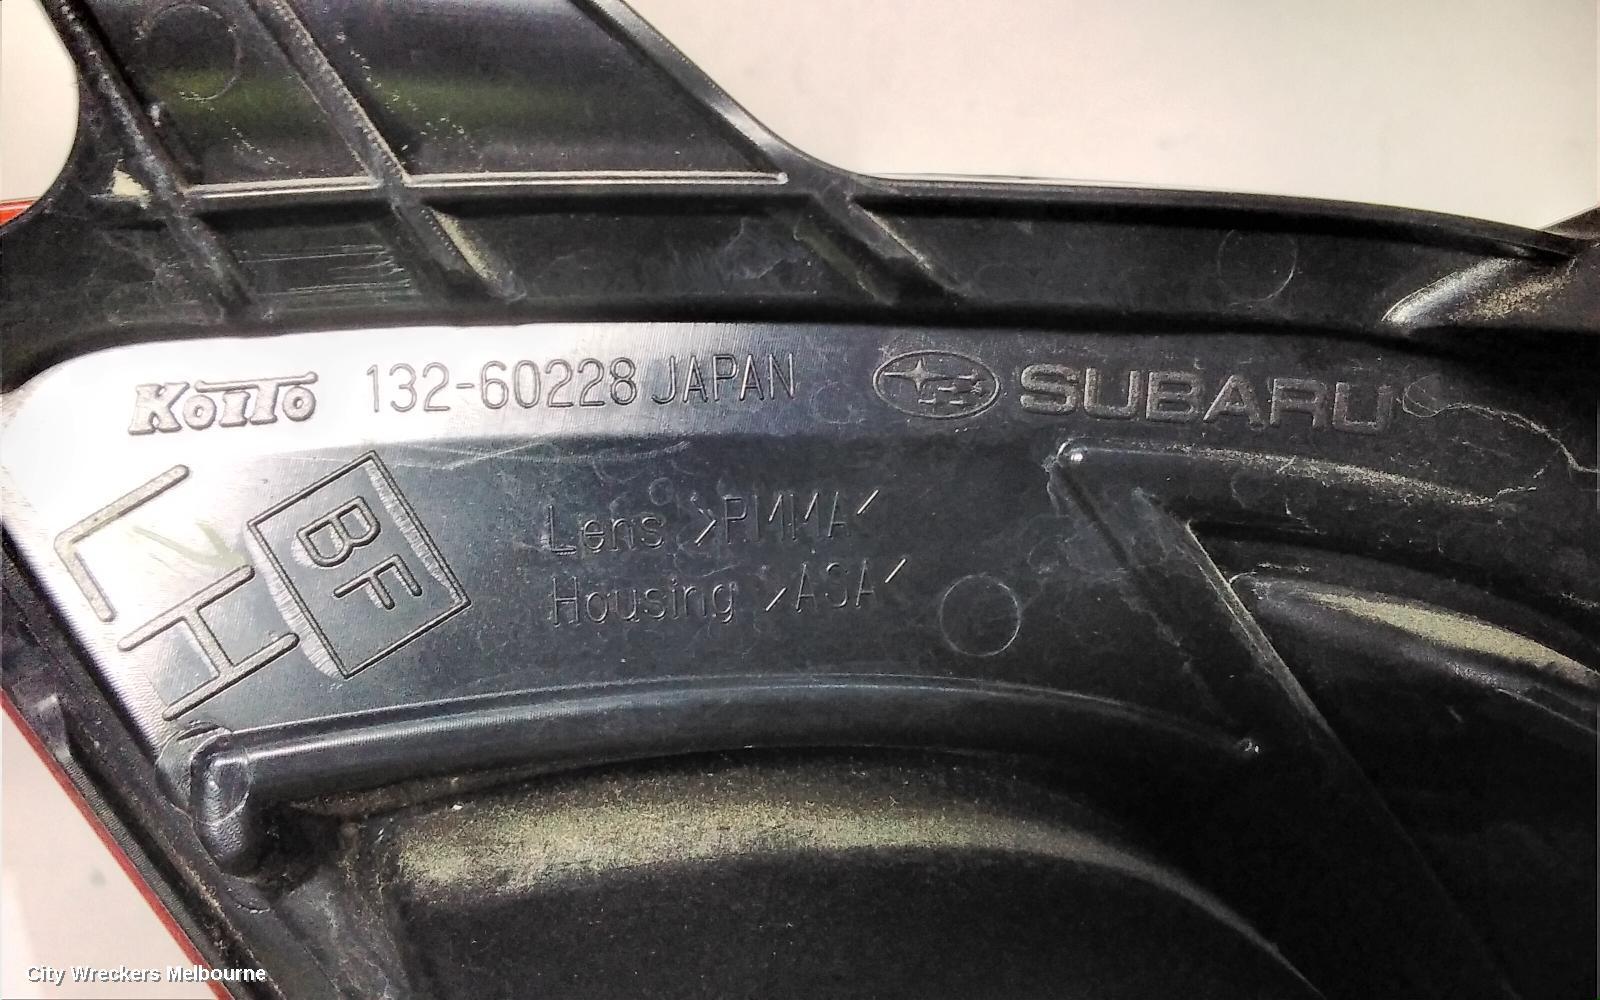 KOITO 132-60228 JAPAN SUBARU
LH
BF
Lens >PMMA<
Housing >ASA<
City Wreckers Melbourne